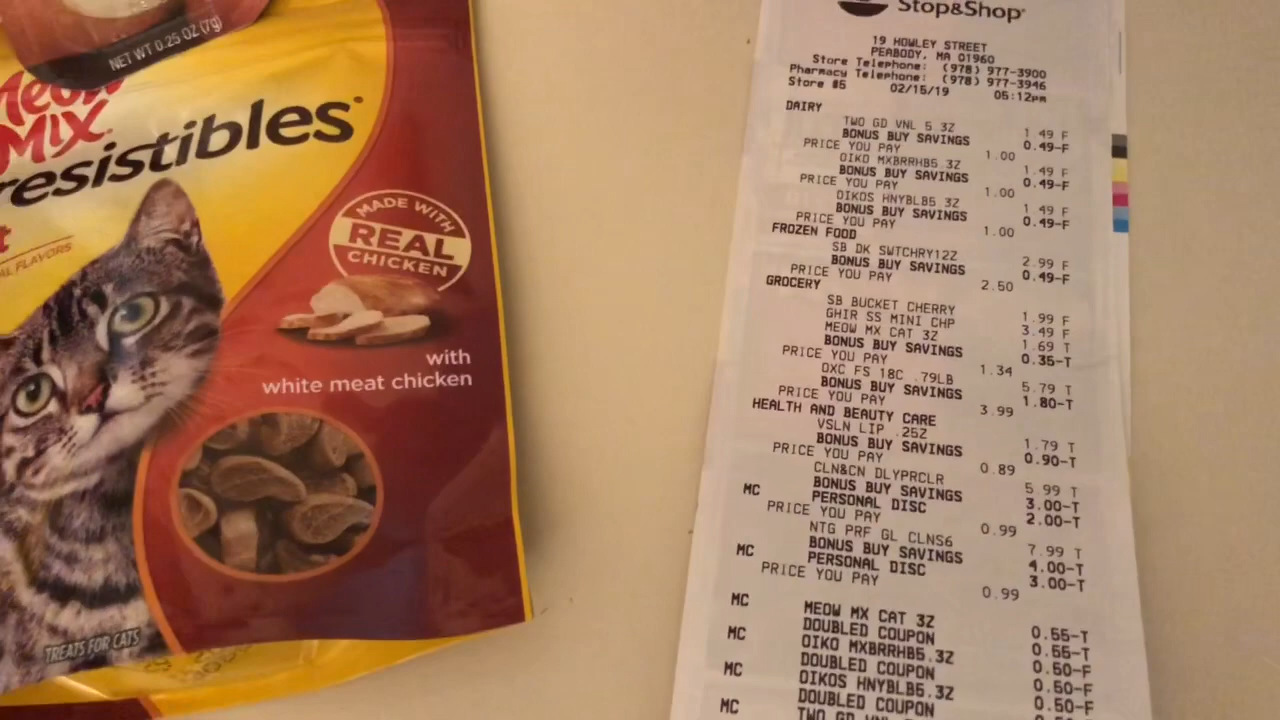 NET WT 0.25 OZ (7g)
Meow
MIX
resistibles
AL FLAVORS
MADE WITH
REAL
CHICKEN
with
white meat chicken
TREATS FOR CATS
Stop&Shop
19 HOWLEY STREET
PEABODY, MA 01960
Store Telephone: (978) 977-3900
Pharmacy Telephone: (978) 977-3946
Store #5 02/15/19 05:12pm
DAIRY
TWO GD VNL 5 3Z 1 49 F
BONUS BUY SAVINGS 0.49-F
PRICE YOU PAY 1.00
OIKO MXBRRHB5.3Z 1.49 F
BONUS BUY SAVINGS 0.49-F
PRICE YOU PAY 1.00
OIKOS HNYBLB5 3Z 1 49 F
BONUS BUY SAVINGS 0.49-F
PRICE YOU PAY 1.00
FROZEN FOOD
SB DK SWTCHRY12Z 2.99 F
BONUS BUY SAVINGS 0.49-F
PRICE YOU PAY 2.50
GROCERY
SB BUCKET CHERRY 1.99 F
GHIR SS MINI CHP 3.49 F
MEOW MX CAT 3Z 1.69 T
BONUS BUY SAVINGS 0.35-T
PRICE YOU PAY 1.34
OXC FS 18C .79LB 5.79 T
BONUS BUY SAVINGS 1.80-T
PRICE YOU PAY 3.99
HEALTH AND BEAUTY CARE
VSLN LIP .25Z 1.79 T
BONUS BUY SAVINGS 0.90-T
PRICE YOU PAY 0.89
CLN&CN DLYPRCLR 5.99 T
BONUS BUY SAVINGS 3.00-T
MC PERSONAL DISC 2.00-T
PRICE YOU PAY 0.99
NTG PRF GL CLNS6 7.99 T
BONUS BUY SAVINGS 4.00-T
MC PERSONAL DISC 3.00-T
PRICE YOU PAY 0.99
MC MEOW MX CAT 3Z 0.55-T
DOUBLED COUPON 0.55-T
MC OIKO MXBRRHB5.3Z 0.50-F
DOUBLED COUPON 0.50-F
MC OIKOS HNYBLB5.3Z 0.50-F
DOUBLED COUPON
MC TWO GD